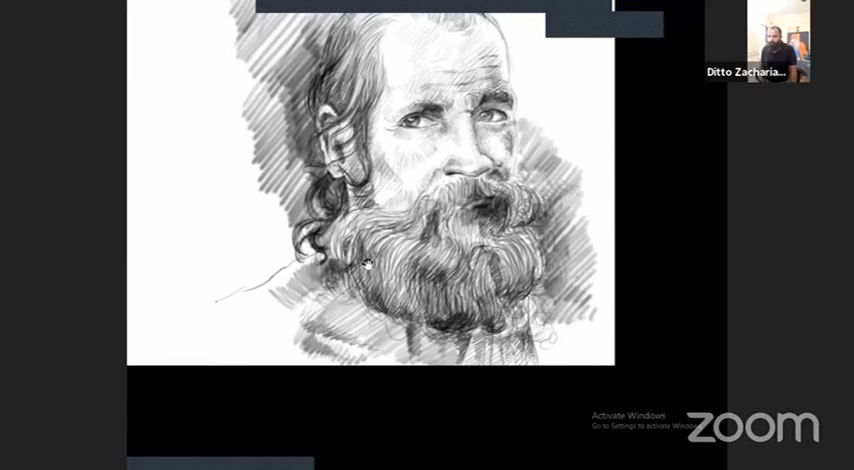 Ditto Zacharia...
Activate Windows
Go to Settings to activate Windows
zoom